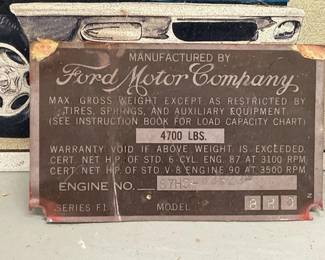 MANUFACTURED BY
Ford Motor Company
MAX. GROSS WEIGHT EXCEPT AS RESTRICTED BY
TIRES, SPRINGS, AND AUXILIARY EQUIPMENT.
(SEE INSTRUCTION BOOK FOR LOAD CAPACITY CHART)
4700 LBS.
WARRANTY VOID IF ABOVE WEIGHT IS EXCEEDED.
CERT. NET H.P. OF STD. 6 CYL. ENG. 87 AT 3100 RPM
CERT. NET H.P. OF STD. V-8 ENGINE 90 AT 3500 RPM
ENGINE NO.
SERIES F1 MODEL